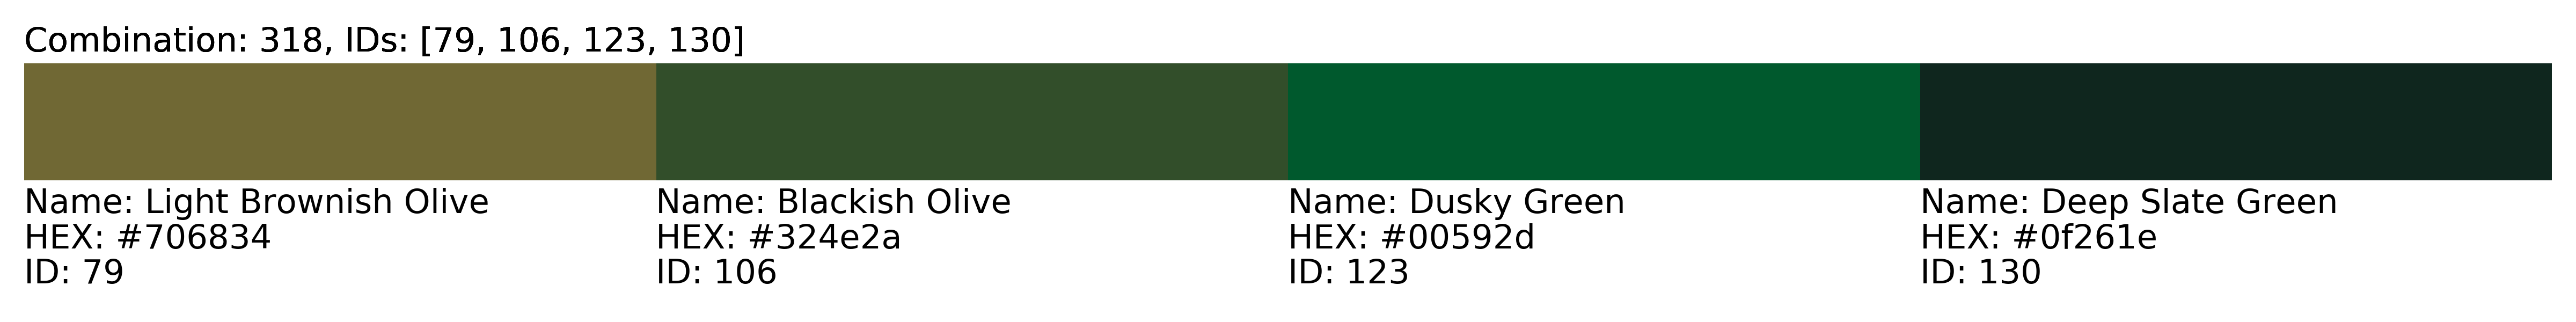 Combination: 318, IDs: [79, 106, 123, 130]
Name: Light Brownish Olive
HEX: #706834
ID: 79
Name: Blackish Olive
HEX: #324e2a
ID: 106
Name: Dusky Green
HEX: #00592d
ID: 123
Name: Deep Slate Green
HEX: #0f261e
ID: 130